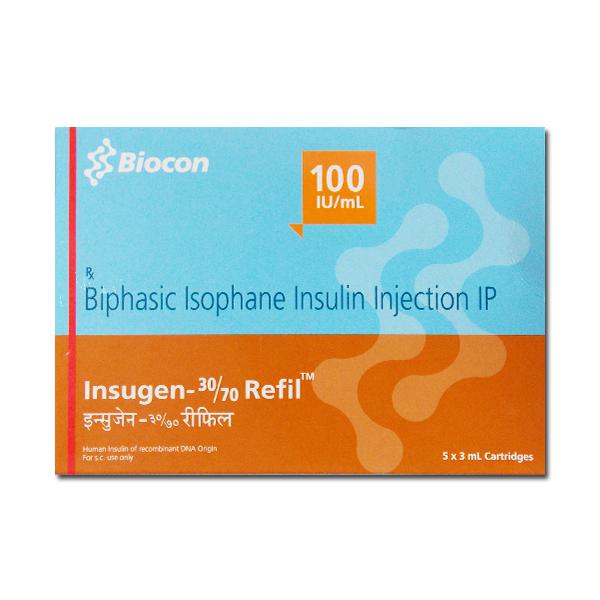 Biocon
100
IU/mL
Rx
Biphasic Isophane Insulin Injection IP
Insugen-30/70 Refil™
इन्सुजेन-३०/७० रीफिल
Human Insulin of recombinant DNA Origin
For s.c. use only
5 x 3 mL Cartridges